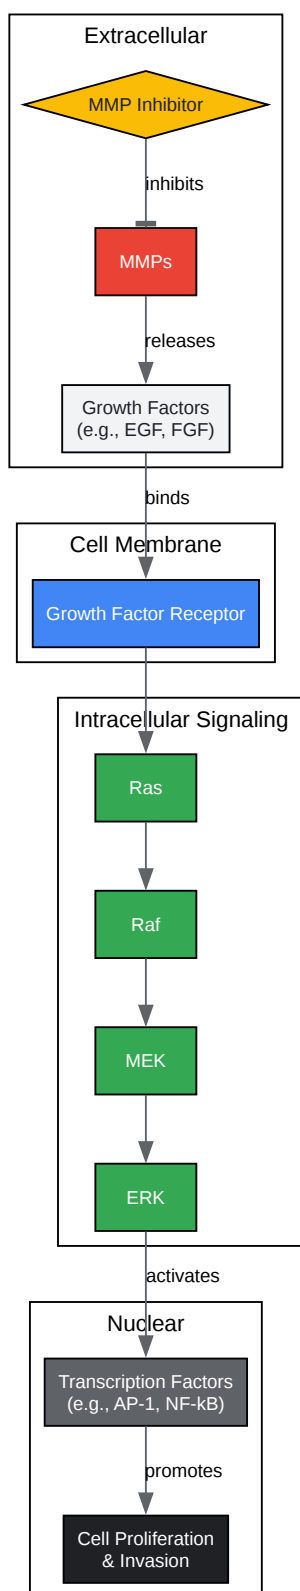 Extracellular
MMP Inhibitor
inhibits
MMPs
releases
Growth Factors
(e.g., EGF, FGF)
binds
Cell Membrane
Growth Factor Receptor
Intracellular Signaling
Ras
Raf
MEK
ERK
activates
Nuclear
Transcription Factors
(e.g., AP-1, NF-kB)
promotes
Cell Proliferation
& Invasion